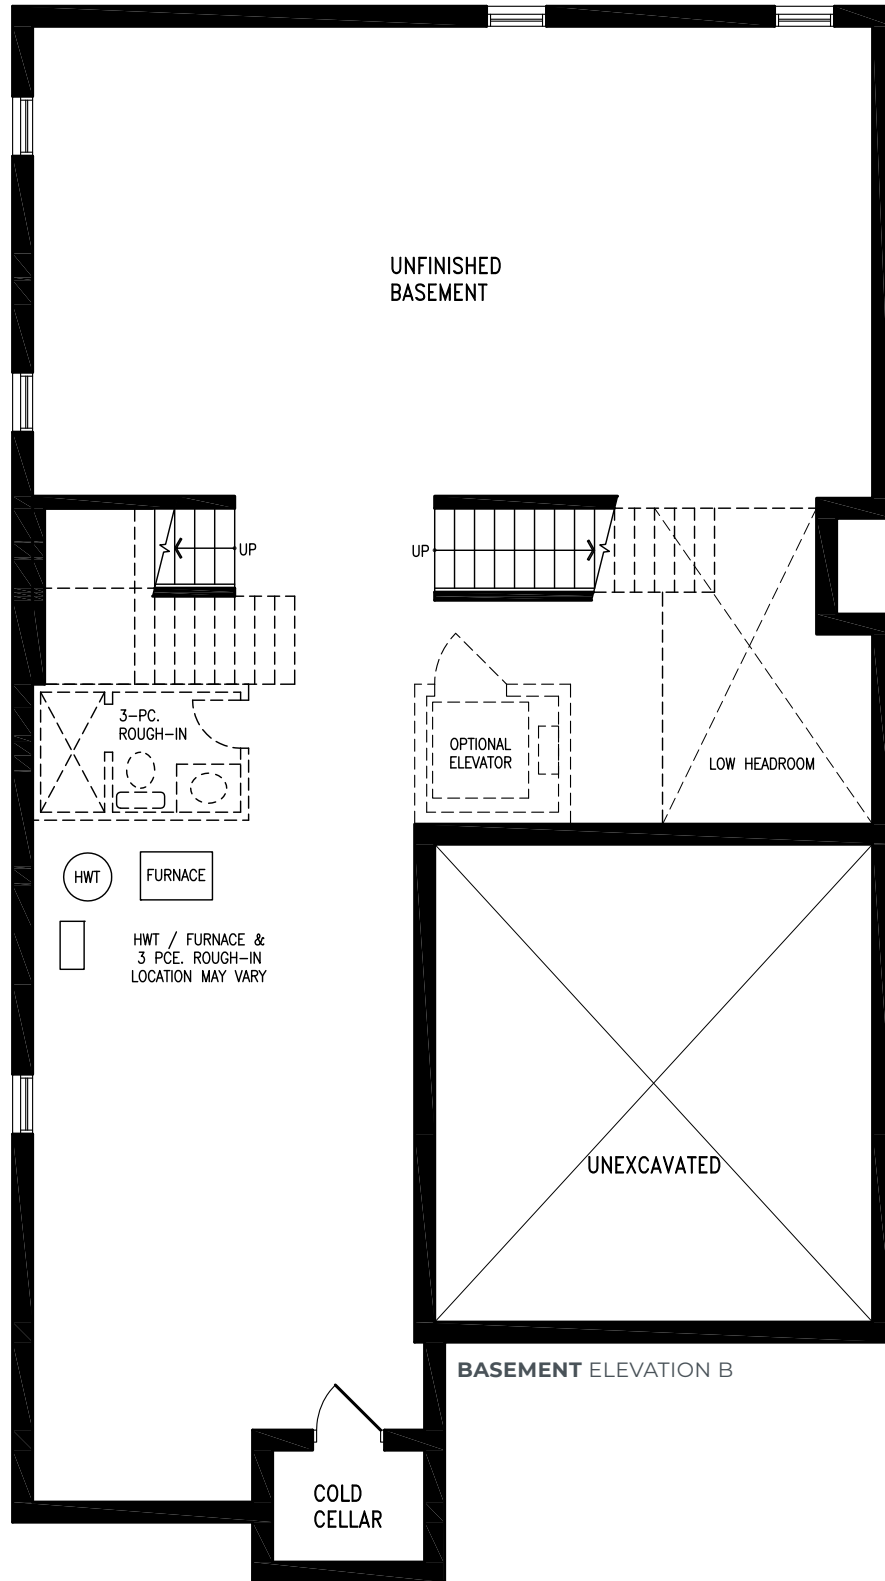 UNFINISHED
BASEMENT
UP
UP
3-PC.
ROUGH-IN
OPTIONAL
ELEVATOR
LOW HEADROOM
HWT
FURNACE
HWT / FURNACE &
3 PCE. ROUGH-IN
LOCATION MAY VARY
UNEXCAVATED
BASEMENT ELEVATION B
COLD
CELLAR